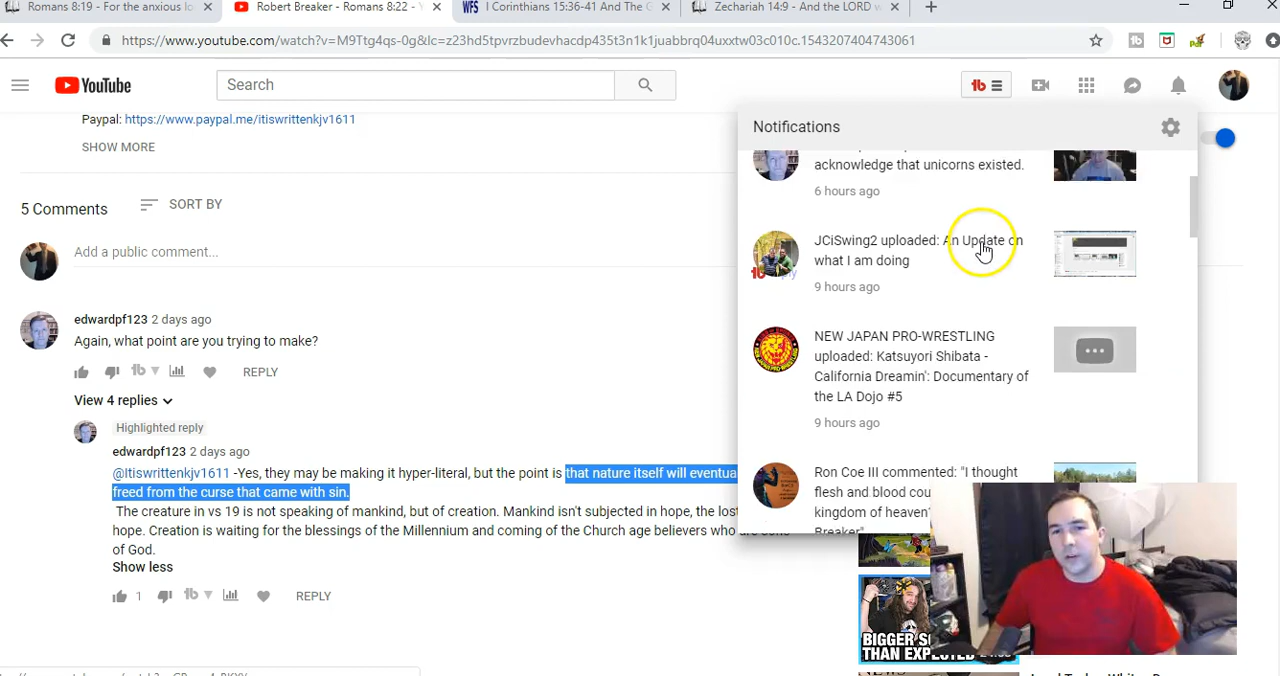 Romans 8:19 - For the anxious lo
Robert Breaker - Romans 8:22 -
WFS I Corinthians 15:36-41 And The G
Zechariah 14:9 - And the LORD w
https://www.youtube.com/watch?v=M9Ttg4qs-0g&lc=z23hd5tpvrzbudevhacdp435t3n1k1juabbrq04uxxtw03c010c.1543207404743061
YouTube
Search
Paypal: https://www.paypal.me/itiswrittenkjv1611
SHOW MORE
5 Comments SORT BY
Add a public comment...
edwardpf123 2 days ago
Again, what point are you trying to make?
REPLY
View 4 replies
Highlighted reply
edwardpf123 2 days ago
@Itiswrittenkjv1611 -Yes, they may be making it hyper-literal, but the point is that nature itself will eventua
freed from the curse that came with sin.
The creature in vs 19 is not speaking of mankind, but of creation. Mankind isn't subjected in hope, the lost
hope. Creation is waiting for the blessings of the Millennium and coming of the Church age believers who are sons
of God.
Show less
1 REPLY
Notifications
acknowledge that unicorns existed.
6 hours ago
JCiSwing2 uploaded: An Update on
what I am doing
9 hours ago
NEW JAPAN PRO-WRESTLING
uploaded: Katsuyori Shibata -
California Dreamin': Documentary of
the LA Dojo #5
9 hours ago
Ron Coe III commented: "I thought
flesh and blood cou
kingdom of heaven
Breaker"
BIGGER S
THAN EXPECTED